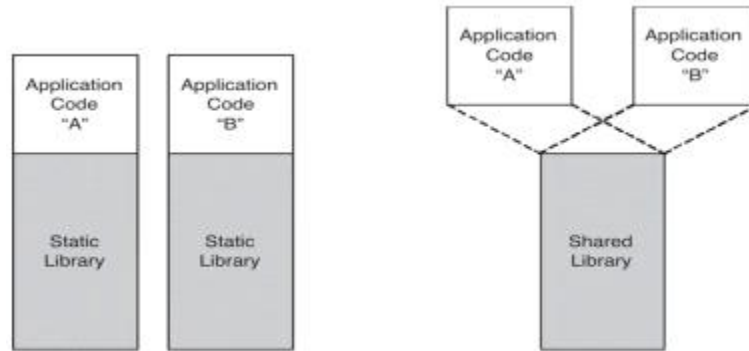 Application
Code
"A"
Static
Library
Application
Code
"B"
Static
Library
Application
Code
"A"
Application
Code
"B"
Shared
Library